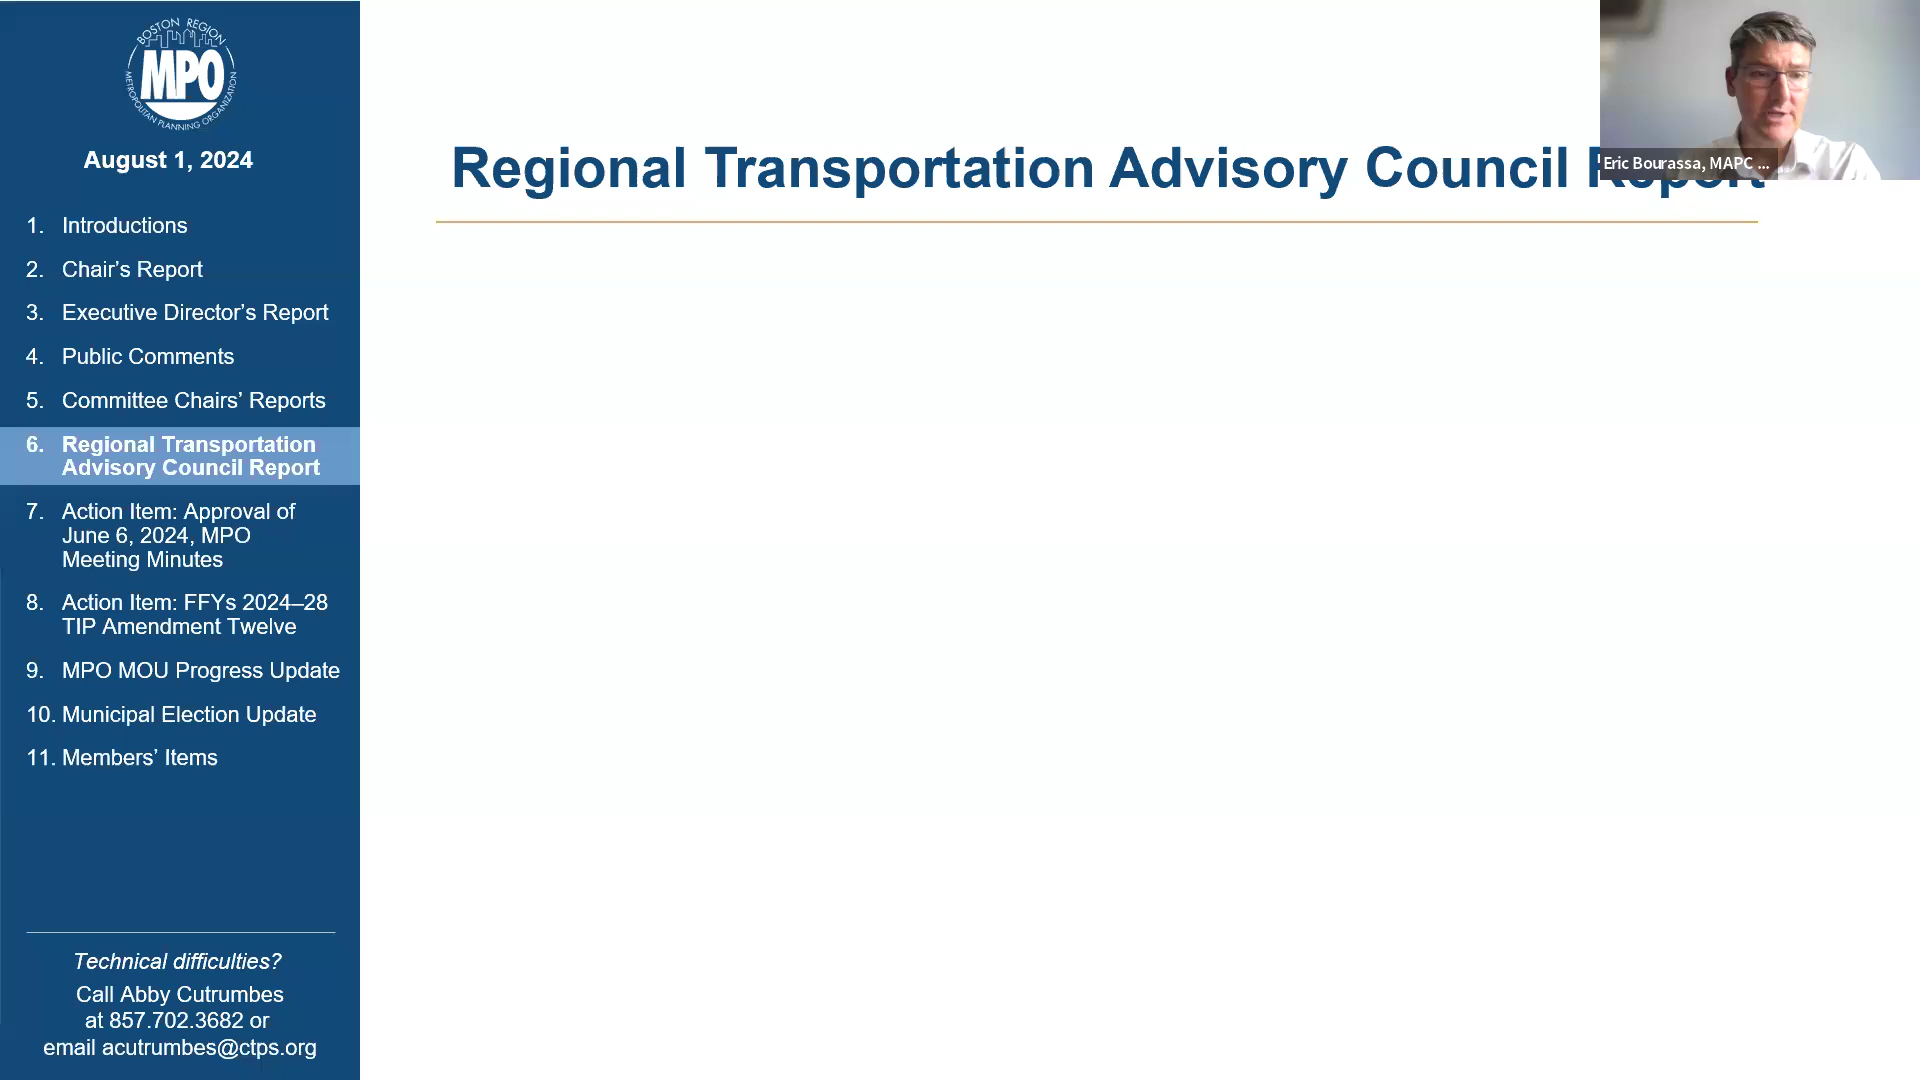 BOSTON REGION
MPO
METROPOLITAN PLANNING ORGANIZATION
August 1, 2024
1. Introductions
2. Chair’s Report
3. Executive Director’s Report
4. Public Comments
5. Committee Chairs’ Reports
6. Regional Transportation
Advisory Council Report
7. Action Item: Approval of
June 6, 2024, MPO
Meeting Minutes
8. Action Item: FFYs 2024–28
TIP Amendment Twelve
9. MPO MOU Progress Update
10. Municipal Election Update
11. Members’ Items
Technical difficulties?
Call Abby Cutrumbes
at 857.702.3682 or
email acutrumbes@ctps.org
Regional Transportation Advisory Council Report
Eric Bourassa, MAPC ...